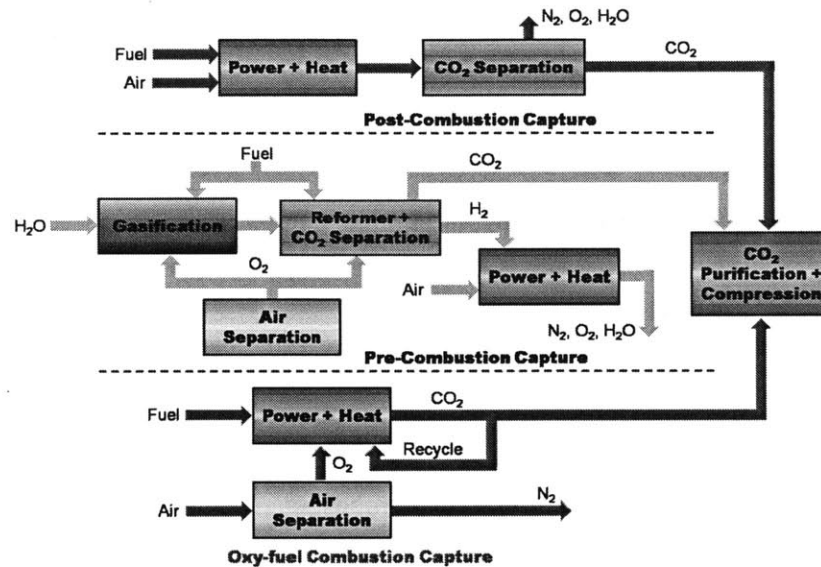 N₂, O₂, H₂O
Fuel
Air
Power + Heat
CO₂ Separation
CO₂
Post-Combustion Capture
Fuel
CO₂
H₂O
Gasification
Reformer +
CO₂ Separation
H₂
O₂
Air
Power + Heat
CO₂
Purification +
Compression
Air
Separation
N₂, O₂, H₂O
Pre-Combustion Capture
Fuel
Power + Heat
CO₂
Recycle
O₂
Air
Air
Separation
N₂
Oxy-fuel Combustion Capture